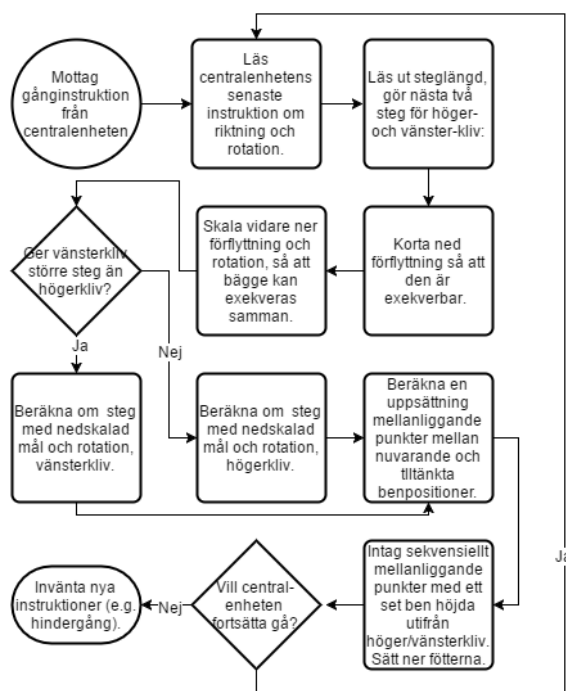 Mottag
gånginstruktion
från
centralenheten
Läs
centralenhetens
senaste
instruktion om
riktning och
rotation.
Läs ut steglängd,
gör nästa två
steg för höger-
och vänster-kliv:
Korta ned
förflyttning så att
den är
exekverbar.
Skala vidare ner
förflyttning och
rotation, så att
bägge kan
exekveras
samman.
Ger vänsterkliv
större steg än
högerkliv?
Ja
Nej
Beräkna om steg
med nedskalad
mål och rotation,
vänsterkliv.
Beräkna om steg
med nedskalad
mål och rotation,
högerkliv.
Beräkna en
uppsättning
mellanliggande
punkter mellan
nuvarande och
tlltänkta
benpositioner.
Intag sekvensiellt
mellanliggande
punkter med ett
set ben höjda
utifrån
höger/vänsterkliv.
Sätt ner fötterna.
Vill central-
enheten
fortsätta gå?
Nej
Invänta nya
instruktioner (e.g.
hindergång).
Ja